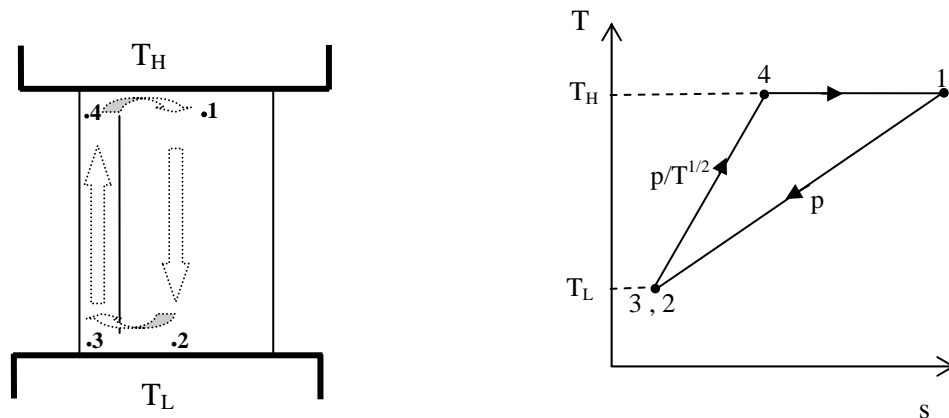 T_H
.4 .1
.3 .2
T_L
T
T_H
4
1
p/T^{1/2}
p
T_L
3 , 2
s